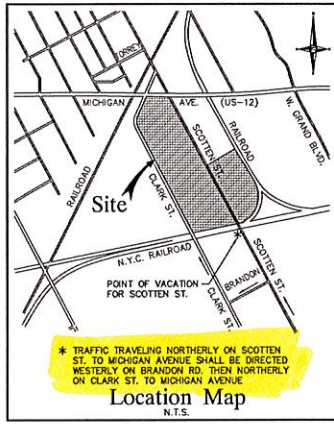 TORREY
MICHIGAN AVE. (US-12)
W. GRAND BLVD.
RAILROAD
SCOTTEN ST.
RAILROAD
Site
CLARK ST.
N.Y.C. RAILROAD
POINT OF VACATION
FOR SCOTTEN ST.
BRANDON
SCOTTEN ST.
CLARK ST.
* TRAFFIC TRAVELING NORTHERLY ON SCOTTEN
ST. TO MICHIGAN AVENUE SHALL BE DIRECTED
WESTERLY ON BRANDON RD. THEN NORTHERLY
ON CLARK ST. TO MICHIGAN AVENUE
Location Map
N.T.S.